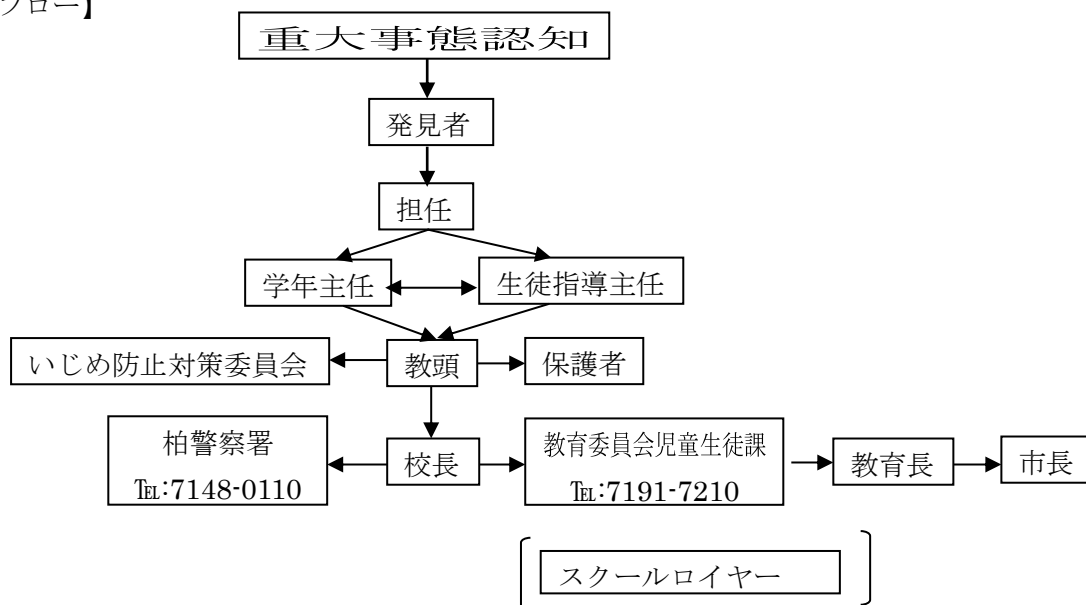 フロー】
重大事態認知
発見者
担任
学年主任
生徒指導主任
いじめ防止対策委員会
教頭
保護者
柏警察署
℡:7148-0110
校長
教育委員会児童生徒課
℡:7191-7210
教育長
市長
スクールロイヤー